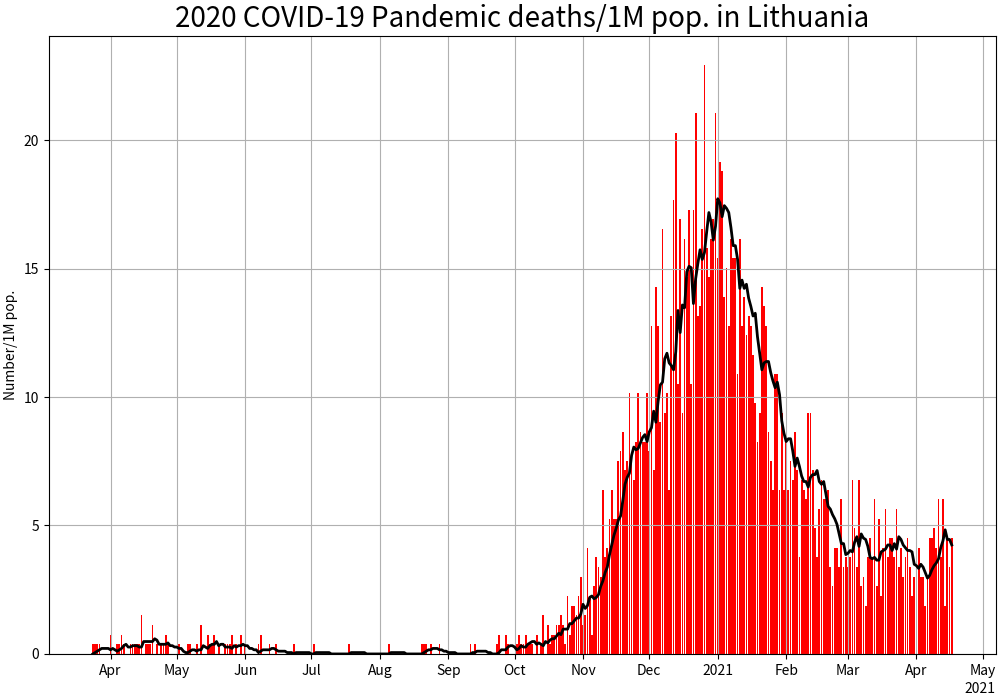 2020 COVID-19 Pandemic deaths/1M pop. in Lithuania
Number/1M pop.
20
15
10
5
0
Apr May Jun Jul Aug Sep Oct Nov Dec 2021 Feb Mar Apr May
2021